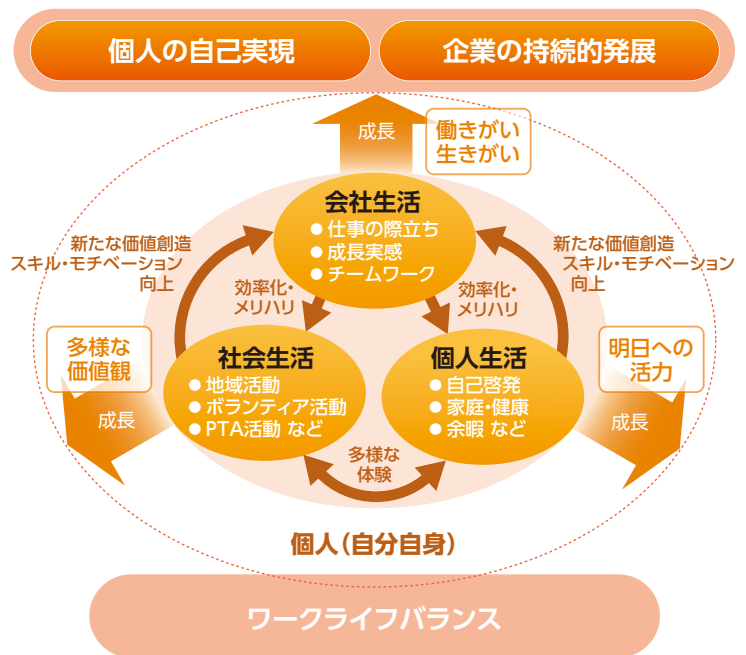 個人の自己実現
企業の持続的発展
成長
働きがい
生きがい
会社生活
● 仕事の際立ち
● 成長実感
● チームワーク
新たな価値創造
スキル・モチベーション
向上
新たな価値創造
スキル・モチベーション
向上
効率化・
メリハリ
効率化・
メリハリ
多様な
価値観
成長
社会生活
● 地域活動
● ボランティア活動
● PTA活動 など
個人生活
● 自己啓発
● 家庭・健康
● 余暇 など
明日への
活力
成長
多様な
体験
個人（自分自身）
ワークライフバランス